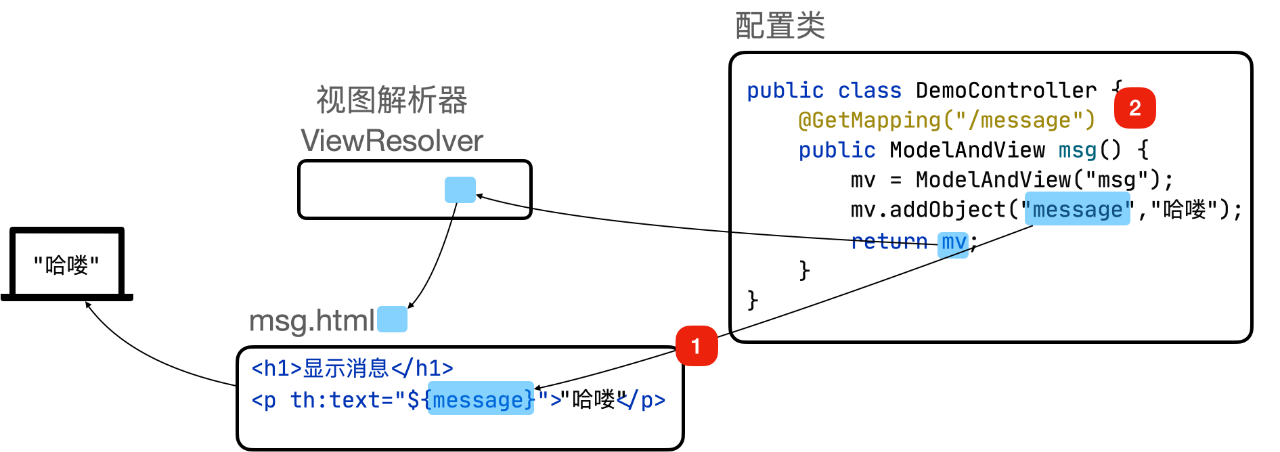 配置类
public class DemoController {
@GetMapping("/message")
2
public ModelAndView msg() {
mv = ModelAndView("msg");
mv.addObject("message","哈喽");
return mv;
}
}
视图解析器
ViewResolver
"哈喽"
msg.html
1
<h1>显示消息</h1>
<p th:text="${message}">"哈喽"</p>